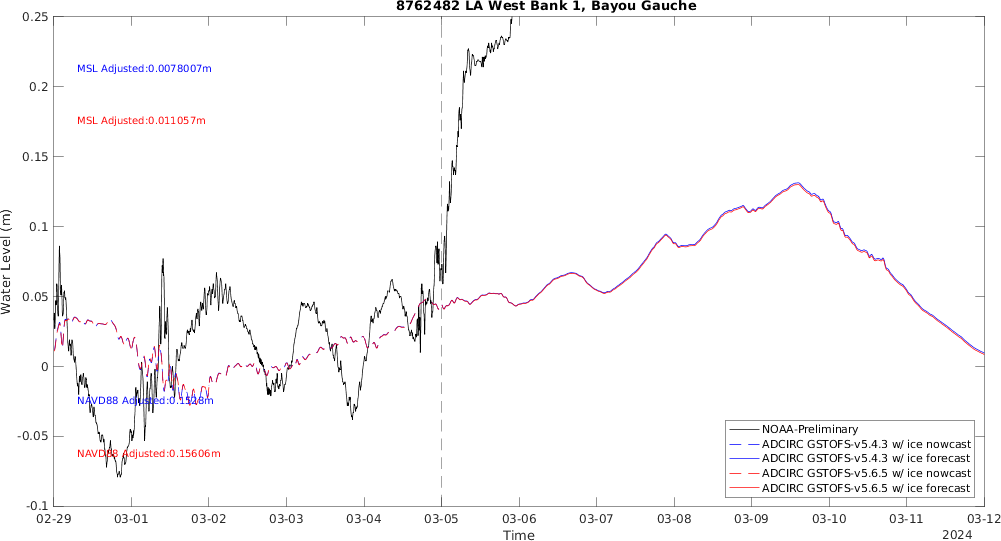 8762482 LA West Bank 1, Bayou Gauche
0.25
0.2
0.15
0.1
0.05
0
-0.05
-0.1
Water Level (m)
MSL Adjusted:0.0078007m
MSL Adjusted:0.011057m
NAVD88 Adjusted:0.1528m
NAVD88 Adjusted:0.15606m
NOAA-Preliminary
ADCIRC GSTOFS-v5.4.3 w/ ice nowcast
ADCIRC GSTOFS-v5.4.3 w/ ice forecast
ADCIRC GSTOFS-v5.6.5 w/ ice nowcast
ADCIRC GSTOFS-v5.6.5 w/ ice forecast
02-29 03-01 03-02 03-03 03-04 03-05 03-06 03-07 03-08 03-09 03-10 03-11 03-12
Time
2024